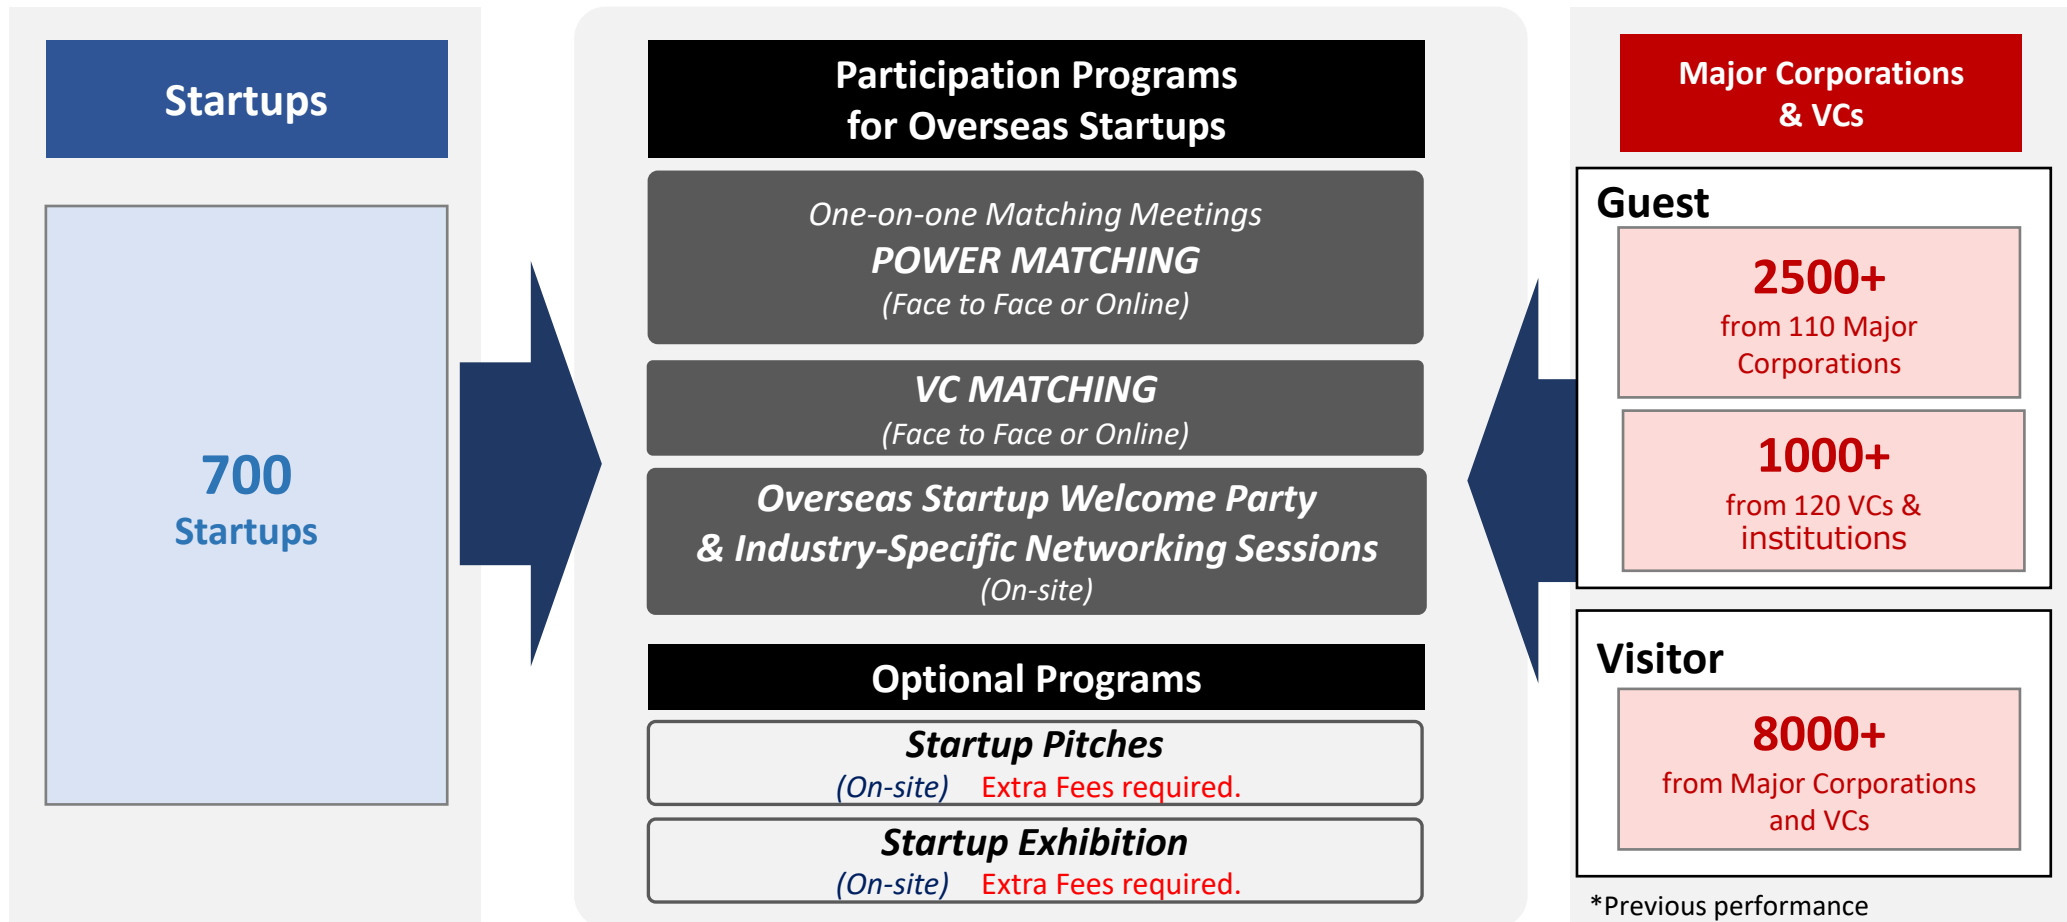 Startups
700
Startups
Participation Programs
for Overseas Startups
One-on-one Matching Meetings
POWER MATCHING
(Face to Face or Online)
VC MATCHING
(Face to Face or Online)
Overseas Startup Welcome Party
& Industry-Specific Networking Sessions
(On-site)
Optional Programs
Startup Pitches
(On-site) Extra Fees required.
Startup Exhibition
(On-site) Extra Fees required.
Major Corporations
& VCs
Guest
2500+
from 110 Major
Corporations
1000+
from 120 VCs &
institutions
Visitor
8000+
from Major Corporations
and VCs
*Previous performance